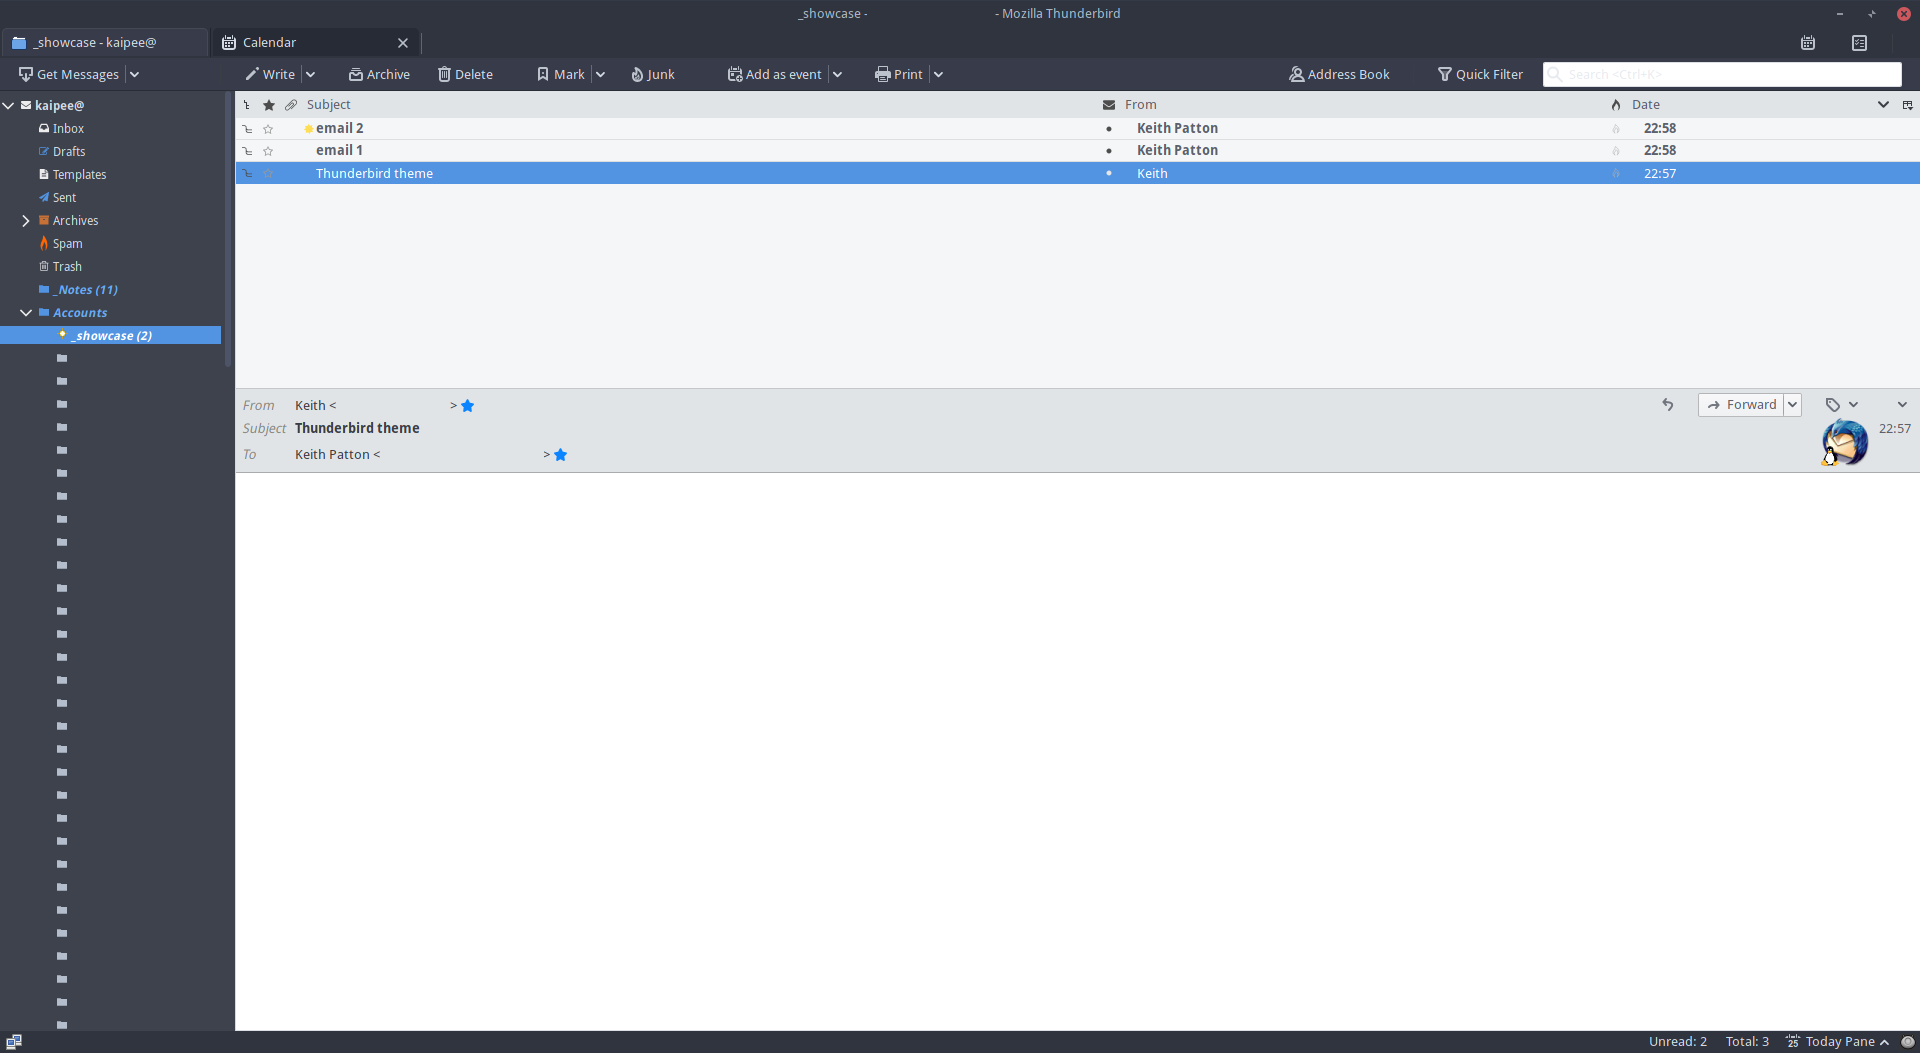 _showcase - - Mozilla Thunderbird
_showcase - kaipee@ Calendar
Get Messages Write Archive Delete Mark Junk Add as event Print Address Book Quick Filter Search <Ctrl+K>
kaipee@
Inbox
Drafts
Templates
Sent
Archives
Spam
Trash
_Notes (11)
Accounts
_showcase (2)
Subject From Date
email 2 Keith Patton 22:58
email 1 Keith Patton 22:58
Thunderbird theme Keith 22:57
From Keith < > Forward
Subject Thunderbird theme 22:57
To Keith Patton < >
Unread: 2 Total: 3 25 Today Pane